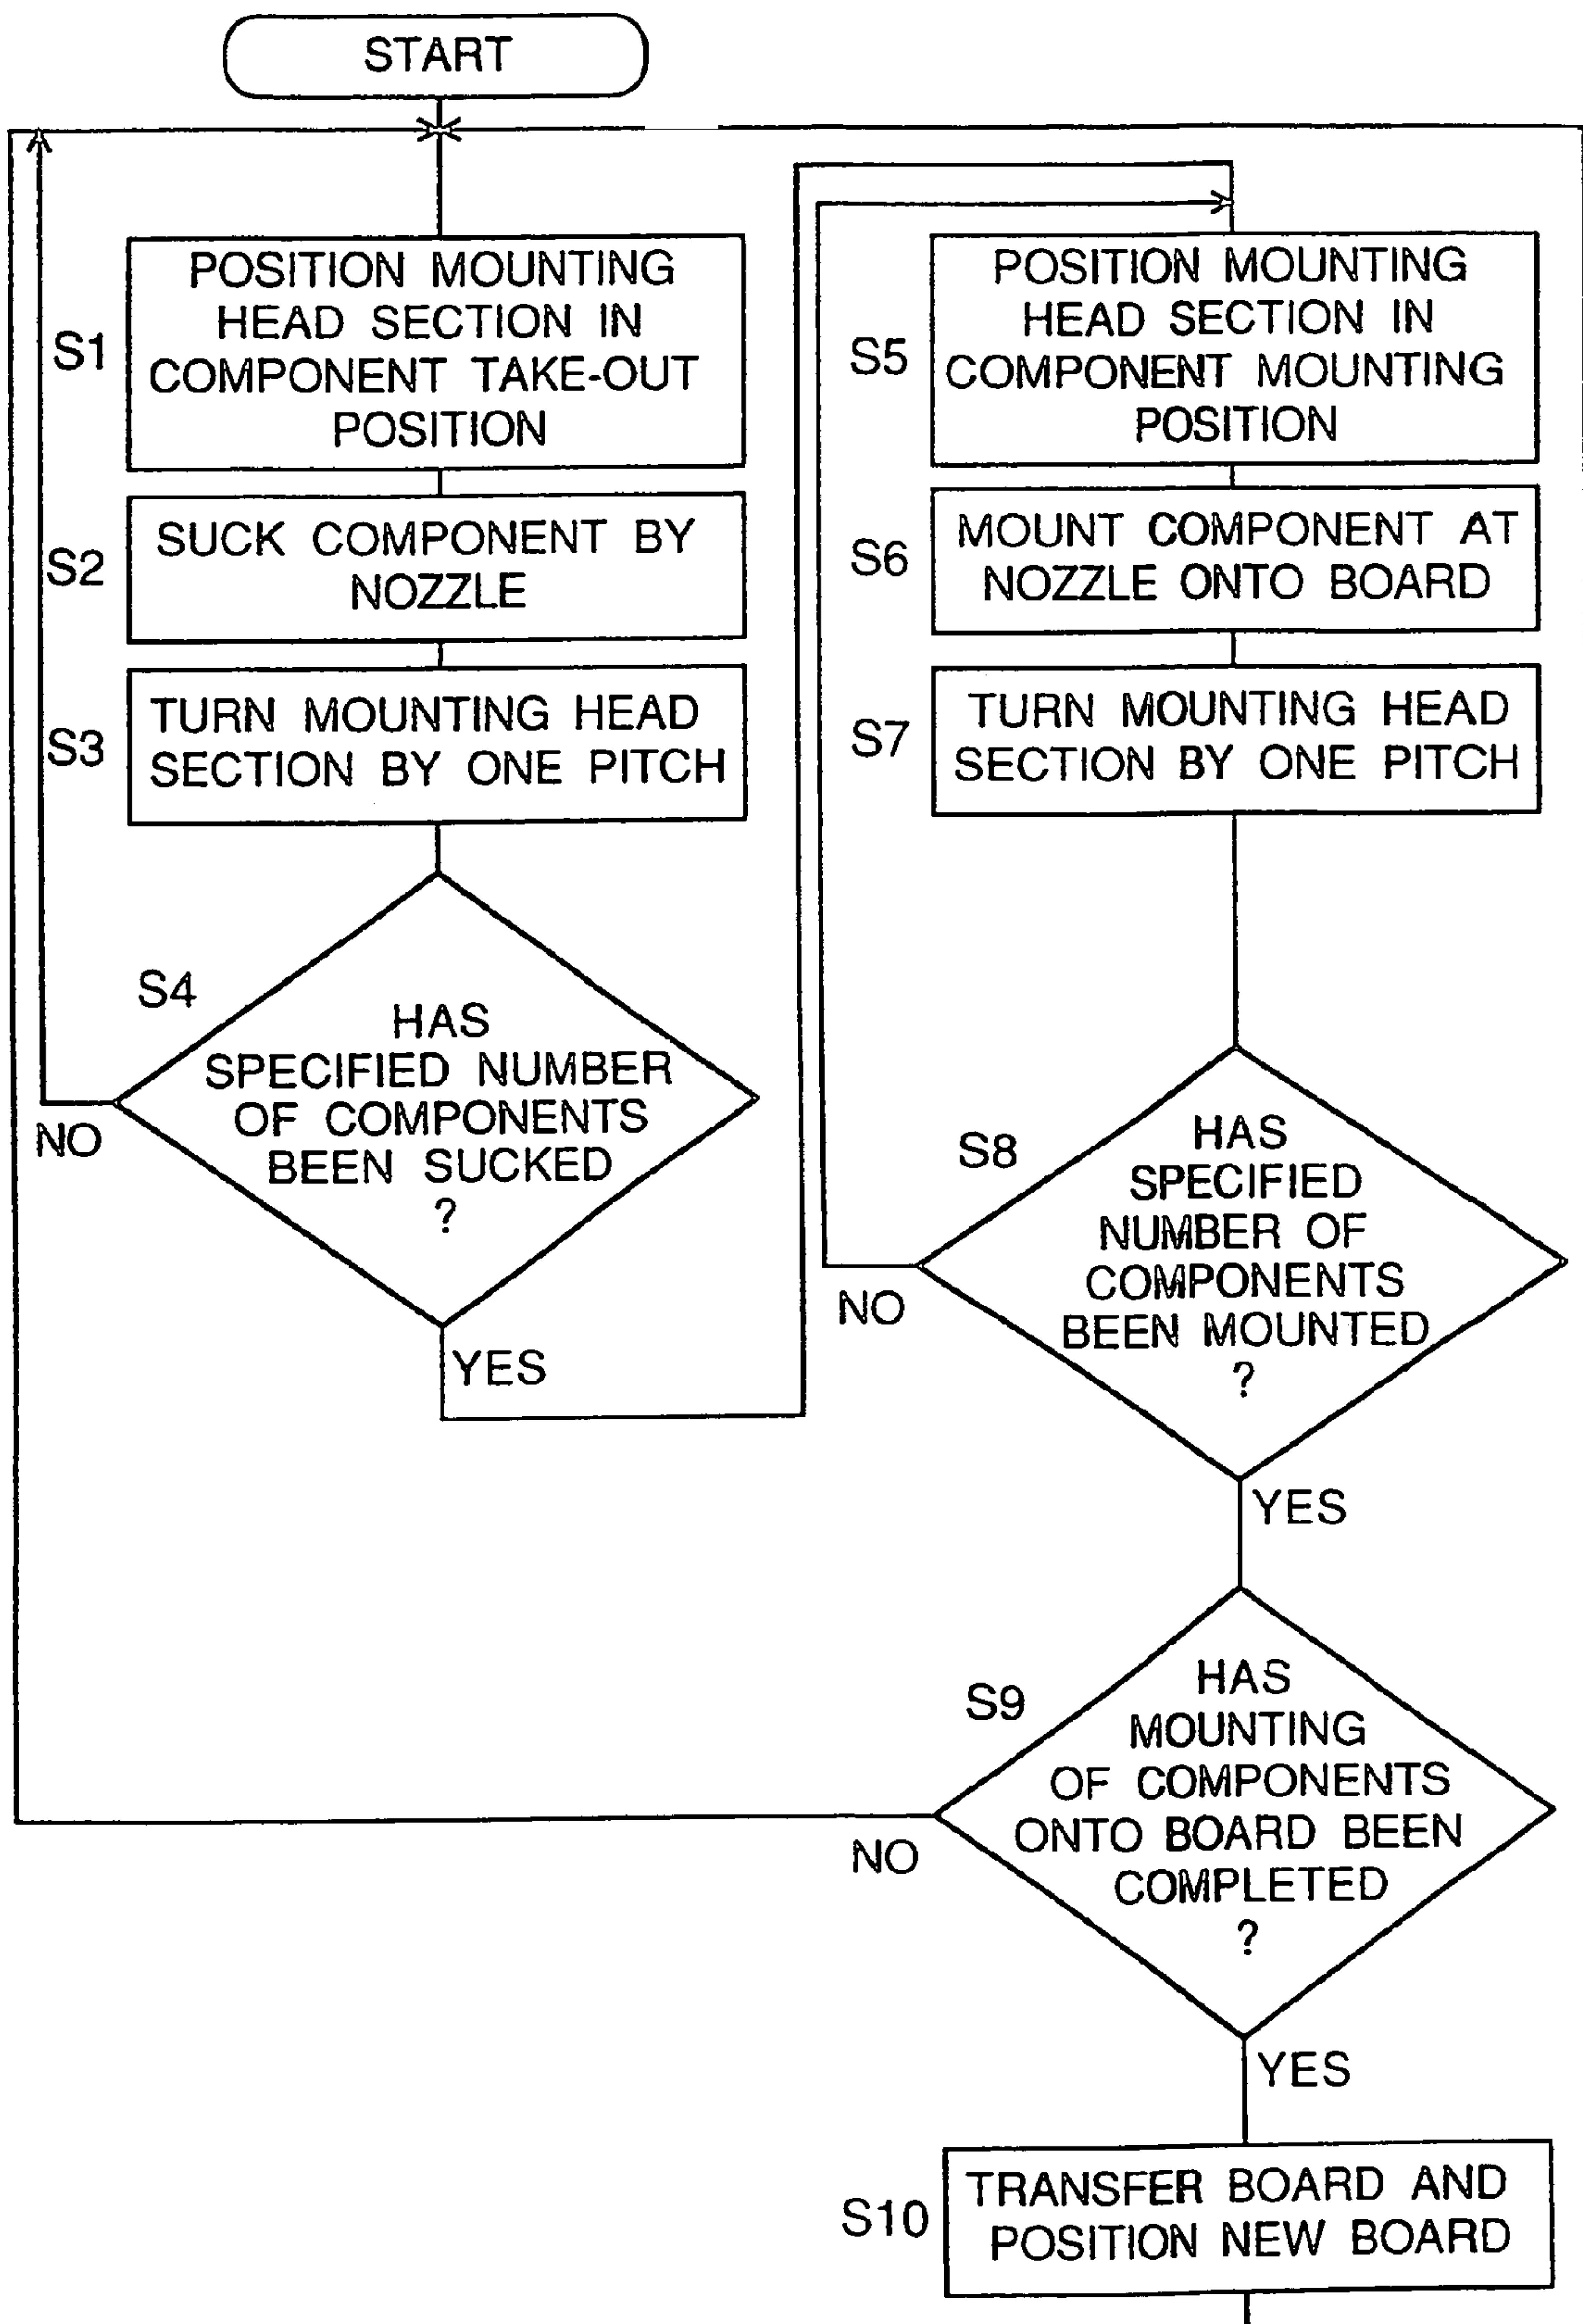 START
S1
POSITION MOUNTING
HEAD SECTION IN
COMPONENT TAKE-OUT
POSITION
S2
SUCK COMPONENT BY
NOZZLE
S3
TURN MOUNTING HEAD
SECTION BY ONE PITCH
S4
HAS
SPECIFIED NUMBER
OF COMPONENTS
BEEN SUCKED
?
NO
YES
S5
POSITION MOUNTING
HEAD SECTION IN
COMPONENT MOUNTING
POSITION
S6
MOUNT COMPONENT AT
NOZZLE ONTO BOARD
S7
TURN MOUNTING HEAD
SECTION BY ONE PITCH
S8
HAS
SPECIFIED
NUMBER OF
COMPONENTS
BEEN MOUNTED
?
NO
YES
S9
HAS
MOUNTING
OF COMPONENTS
ONTO BOARD BEEN
COMPLETED
?
NO
YES
S10
TRANSFER BOARD AND
POSITION NEW BOARD